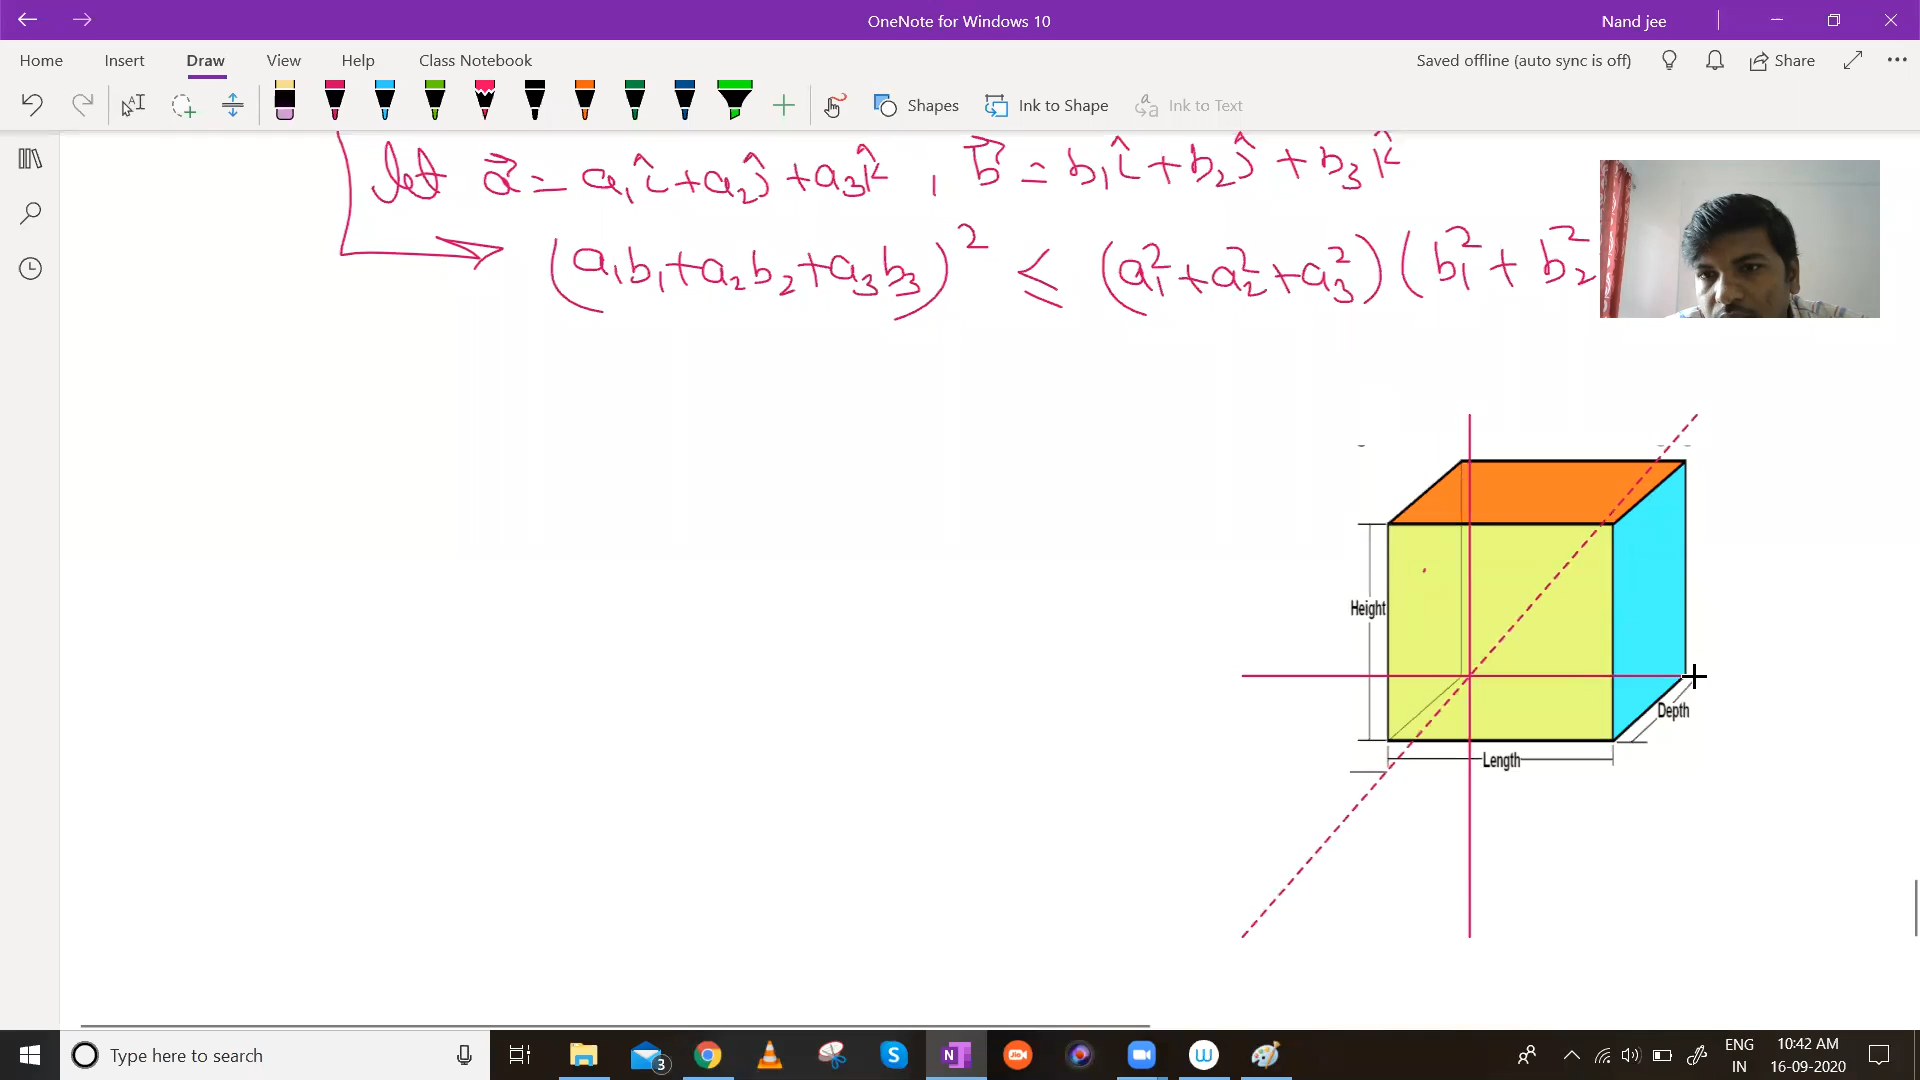 OneNote for Windows 10
Nand jee
Home Insert Draw View Help Class Notebook
Saved offline (auto sync is off) Share
Shapes Ink to Shape Ink to Text
let a⃗ = a₁î + a₂ĵ + a₃k̂ , b⃗ = b₁î + b₂ĵ + b₃k̂
(a₁b₁ + a₂b₂ + a₃b₃)² ≤ (a₁² + a₂² + a₃²) (b₁² + b₂²
Height
Depth
Length
Type here to search
3
ENG
IN
10:42 AM
16-09-2020